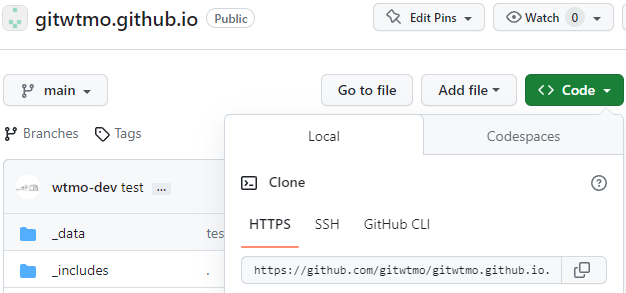 gitwtmo.github.io Public Edit Pins Watch 0
main Go to file Add file <> Code
Branches Tags Local Codespaces
wtmo-dev test ... Clone
HTTPS SSH GitHub CLI
_data tes
_includes . https://github.com/gitwtmo/gitwtmo.github.io.